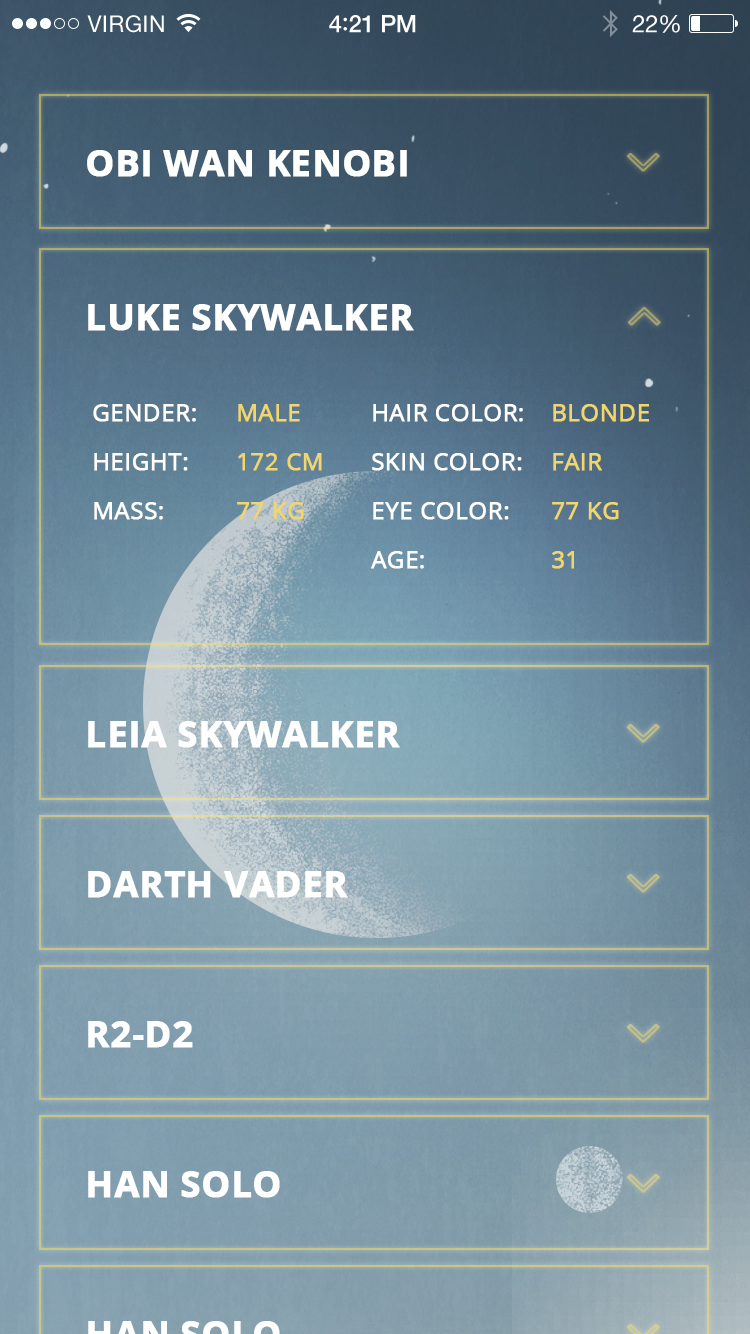 VIRGIN 4:21 PM 22%
OBI WAN KENOBI
LUKE SKYWALKER
GENDER: MALE HAIR COLOR: BLONDE
HEIGHT: 172 CM SKIN COLOR: FAIR
MASS: 77 KG EYE COLOR: 77 KG
AGE: 31
LEIA SKYWALKER
DARTH VADER
R2-D2
HAN SOLO
HAN SOLO